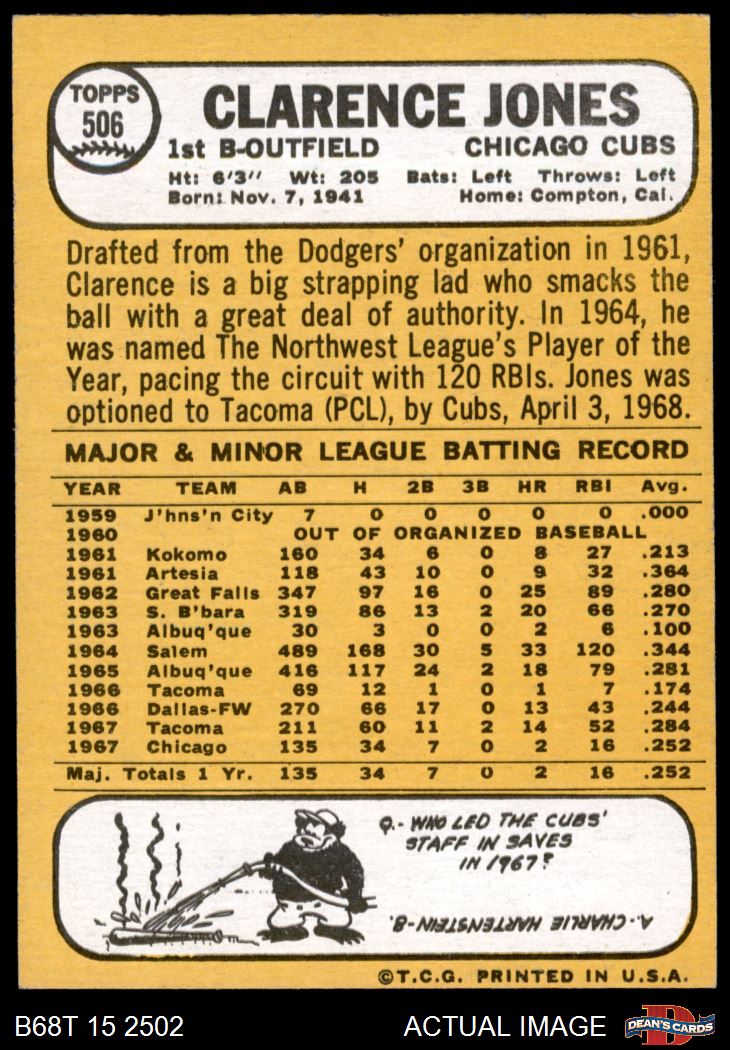 TOPPS
506
CLARENCE JONES
1st B-OUTFIELD CHICAGO CUBS
Ht: 6'3" Wt: 205 Bats: Left Throws: Left
Born: Nov. 7, 1941 Home: Compton, Cal.
Drafted from the Dodgers' organization in 1961,
Clarence is a big strapping lad who smacks the
ball with a great deal of authority. In 1964, he
was named The Northwest League's Player of the
Year, pacing the circuit with 120 RBIs. Jones was
optioned to Tacoma (PCL), by Cubs, April 3, 1968.
MAJOR & MINOR LEAGUE BATTING RECORD
YEAR TEAM AB H 2B 3B HR RBI Avg.
1959 J'hns'n City 7 0 0 0 0 0 .000
1960 OUT OF ORGANIZED BASEBALL
1961 Kokomo 160 34 6 0 8 27 .213
1961 Artesia 118 43 10 0 9 32 .364
1962 Great Falls 347 97 16 0 25 89 .280
1963 S. B'bara 319 86 13 2 20 66 .270
1963 Albuq'que 30 3 0 0 2 6 .100
1964 Salem 489 168 30 5 33 120 .344
1965 Albuq'que 416 117 24 2 18 79 .281
1966 Tacoma 69 12 1 0 1 7 .174
1966 Dallas-FW 270 66 17 0 13 43 .244
1967 Tacoma 211 60 11 2 14 52 .284
1967 Chicago 135 34 7 0 2 16 .252
Maj. Totals 1 Yr. 135 34 7 0 2 16 .252
Q.- WHO LED THE CUBS'
STAFF IN SAVES
IN 1967?
A.- CHARLIE HARTENSTEIN-8.
©T.C.G. PRINTED IN U.S.A.
B68T 15 2502 ACTUAL IMAGE D DEAN'S CARDS